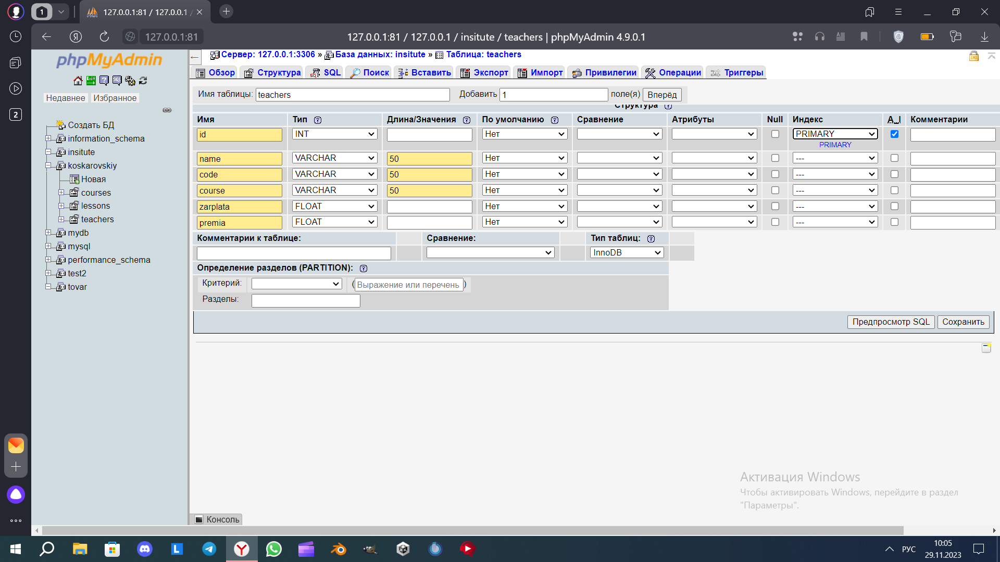 1
127.0.0.1:81 / 127.0.0.1 /
127.0.0.1:81
127.0.0.1:81 / 127.0.0.1 / insitute / teachers | phpMyAdmin 4.9.0.1
2
phpMyAdmin
Недавнее Избранное
Создать БД
information_schema
insitute
koskarovskiy
Новая
courses
lessons
teachers
mydb
mysql
performance_schema
test2
tovar
Сервер: 127.0.0.1:3306 » База данных: insitute » Таблица: teachers
Обзор Структура SQL Поиск Вставить Экспорт Импорт Привилегии Операции Триггеры
Имя таблицы: teachers Добавить 1 поле(я) Вперёд
Структура
Имя Тип Длина/Значения По умолчанию Сравнение Атрибуты Null Индекс A_I Комментарии
id INT Нет PRIMARY
PRIMARY
name VARCHAR 50 Нет ---
code VARCHAR 50 Нет ---
course VARCHAR 50 Нет ---
zarplata FLOAT Нет ---
premia FLOAT Нет ---
Комментарии к таблице: Сравнение: Тип таблиц:
InnoDB
Определение разделов (PARTITION):
Критерий: (Выражение или перечень)
Разделы:
Предпросмотр SQL Сохранить
Активация Windows
Чтобы активировать Windows, перейдите в раздел
"Параметры".
Консоль
РУС
10:05
29.11.2023